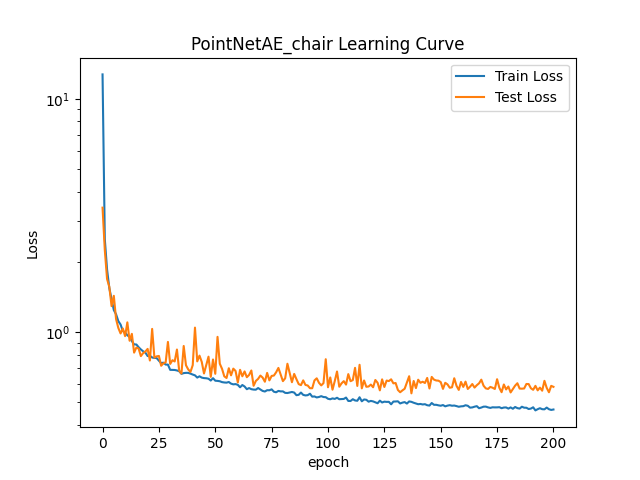 PointNetAE_chair Learning Curve
Train Loss
Test Loss
10¹
10⁰
Loss
0 25 50 75 100 125 150 175 200
epoch